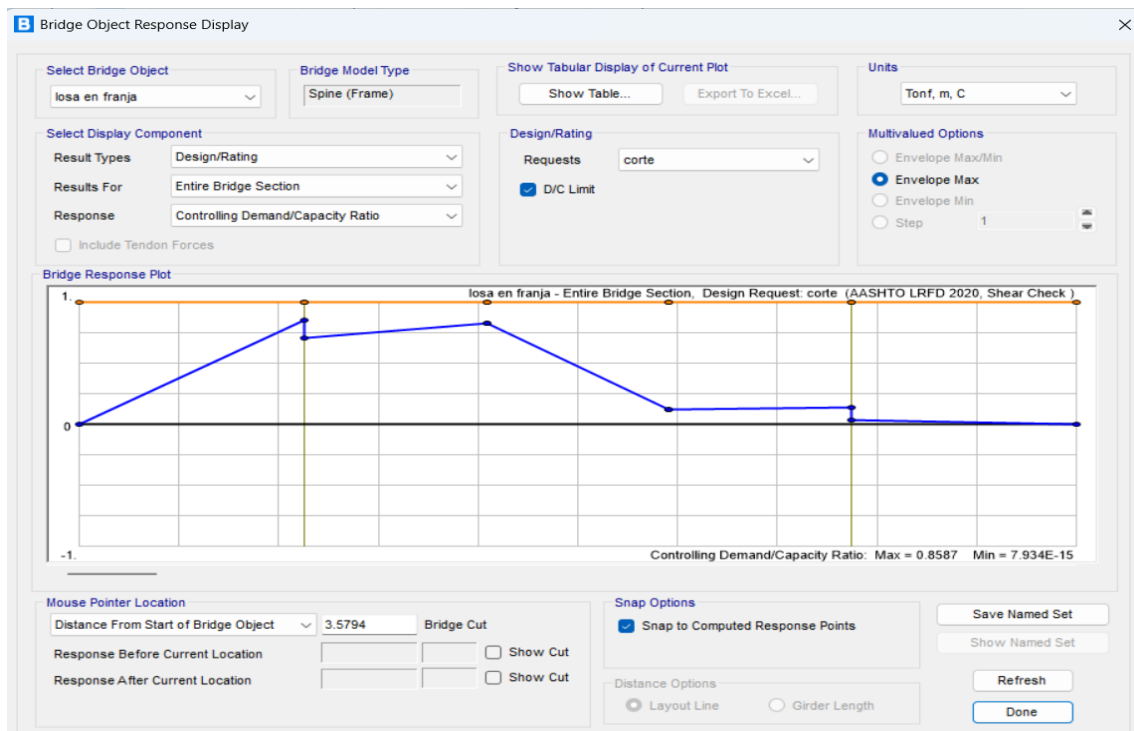 B Bridge Object Response Display
Select Bridge Object
losa en franja
Bridge Model Type
Spine (Frame)
Show Tabular Display of Current Plot
Show Table...
Export To Excel...
Units
Tonf, m, C
Select Display Component
Result Types
Design/Rating
Results For
Entire Bridge Section
Response
Controlling Demand/Capacity Ratio
Include Tendon Forces
Design/Rating
Requests
corte
D/C Limit
Multivalued Options
Envelope Max/Min
Envelope Max
Envelope Min
Step
1
Bridge Response Plot
1.
losa en franja - Entire Bridge Section, Design Request: corte (AASHTO LRFD 2020, Shear Check )
0
-1.
Controlling Demand/Capacity Ratio: Max = 0.8587 Min = 7.934E-15
Mouse Pointer Location
Distance From Start of Bridge Object
3.5794
Bridge Cut
Response Before Current Location
Show Cut
Response After Current Location
Show Cut
Snap Options
Snap to Computed Response Points
Distance Options
Layout Line
Girder Length
Save Named Set
Show Named Set
Refresh
Done